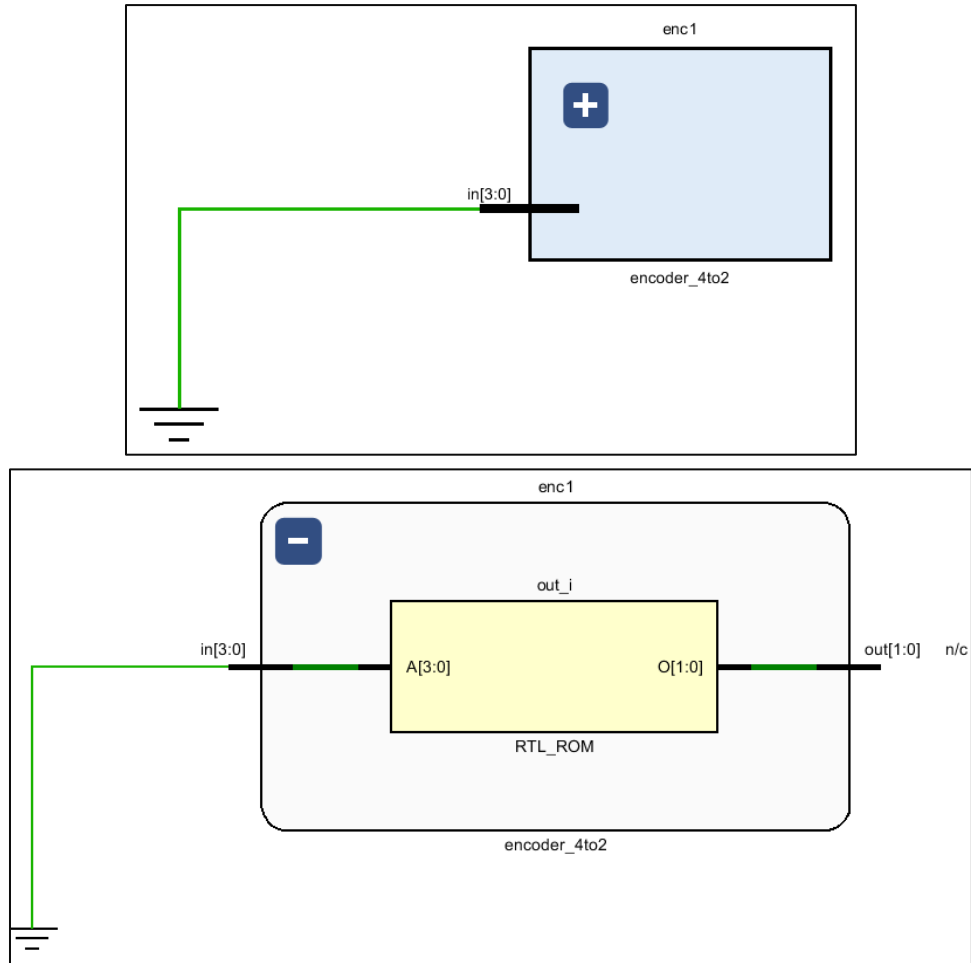 enc1
in[3:0]
encoder_4to2
enc1
out_i
in[3:0]
A[3:0]
O[1:0]
out[1:0]
n/c
RTL_ROM
encoder_4to2